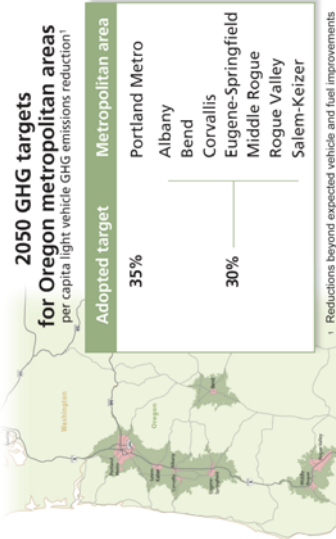 2050 GHG targets
for Oregon metropolitan areas
per capita light vehicle GHG emissions reduction¹
Adopted target Metropolitan area
35% Portland Metro
30% Albany
Bend
Corvallis
Eugene-Springfield
Middle Rogue
Rogue Valley
Salem-Keizer
¹ Reductions beyond expected vehicle and fuel improvements
Washington
Oregon